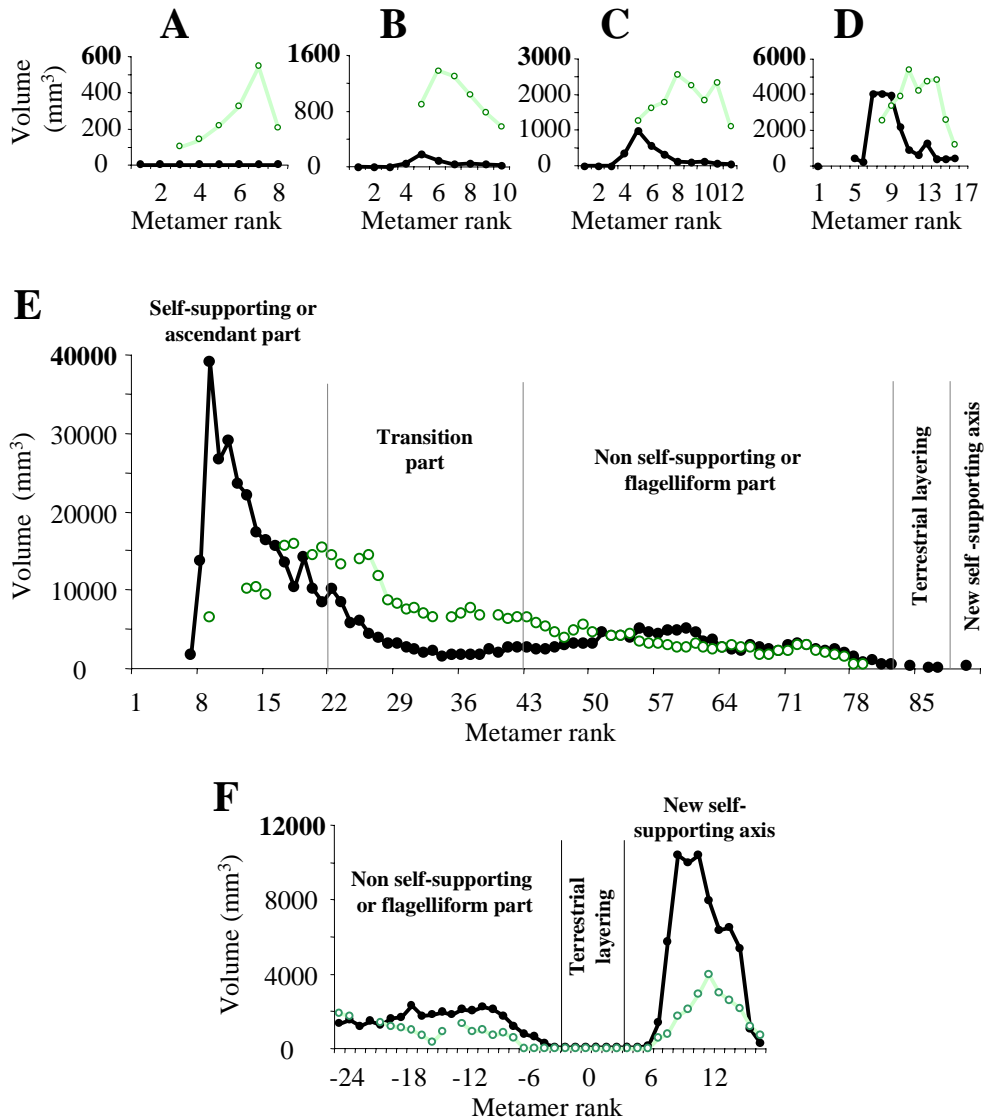 A
B
C
D
Volume (mm³)
600
400
200
0
2 4 6 8
Metamer rank
1600
800
0
2 4 6 8 10
Metamer rank
3000
2000
1000
0
2 4 6 8 1012
Metamer rank
6000
4000
2000
0
1 5 9 13 17
Metamer rank
E
Self-supporting or
ascendant part
Transition
part
Non self-supporting or
flagelliform part
Terrestrial layering
New self -supporting axis
Volume (mm³)
40000
30000
20000
10000
0
1 8 15 22 29 36 43 50 57 64 71 78 85
Metamer rank
F
Non self-supporting
or flagelliform part
Terrestrial
layering
New self-
supporting axis
Volume (mm³)
12000
8000
4000
0
-24 -18 -12 -6 0 6 12
Metamer rank